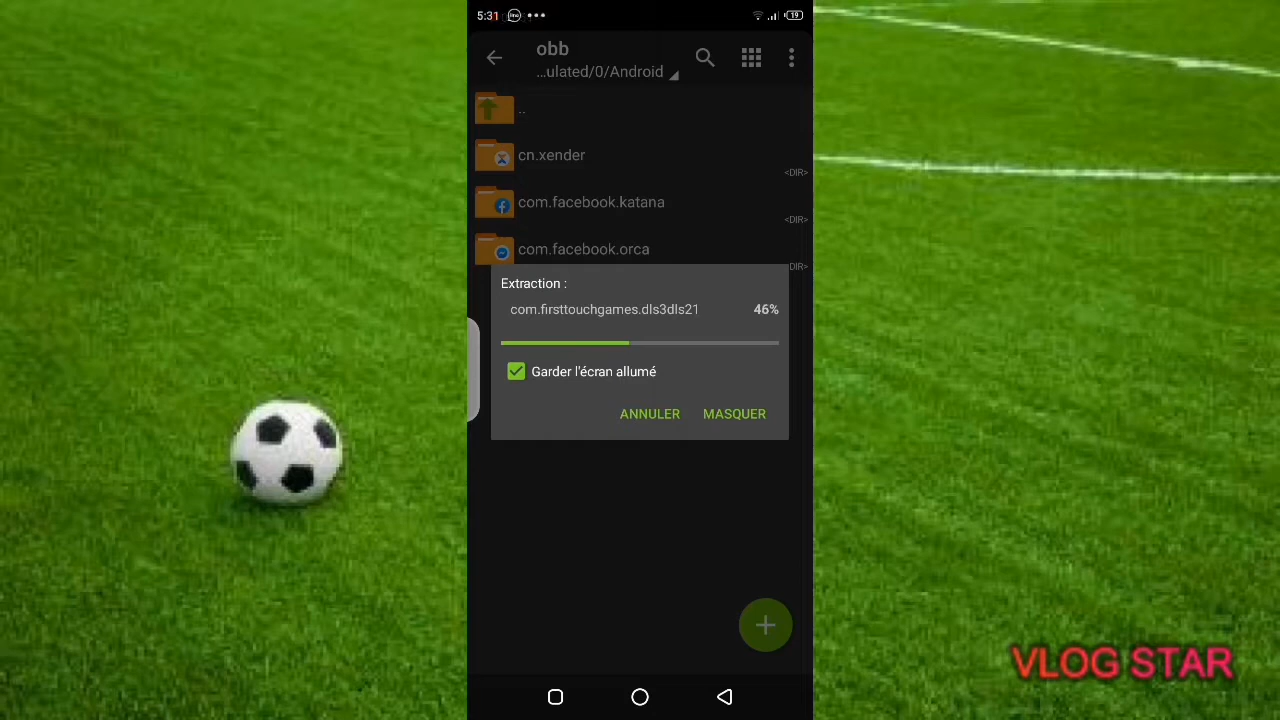 5:31
19
obb
...ulated/0/Android
..
cn.xender
<DIR>
com.facebook.katana
<DIR>
com.facebook.orca
DIR>
Extraction :
com.firsttouchgames.dls3dls21 46%
Garder l'écran allumé
ANNULER MASQUER
VLOG STAR